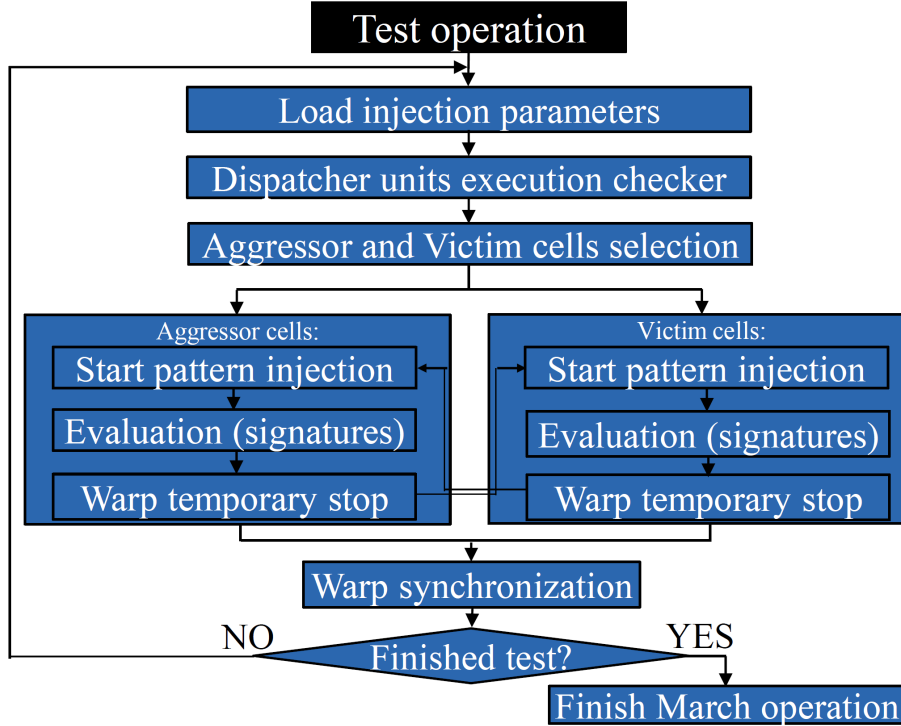 Test operation
Load injection parameters
Dispatcher units execution checker
Aggressor and Victim cells selection
Aggressor cells:
Start pattern injection
Evaluation (signatures)
Warp temporary stop
Victim cells:
Start pattern injection
Evaluation (signatures)
Warp temporary stop
Warp synchronization
NO
Finished test?
YES
Finish March operation